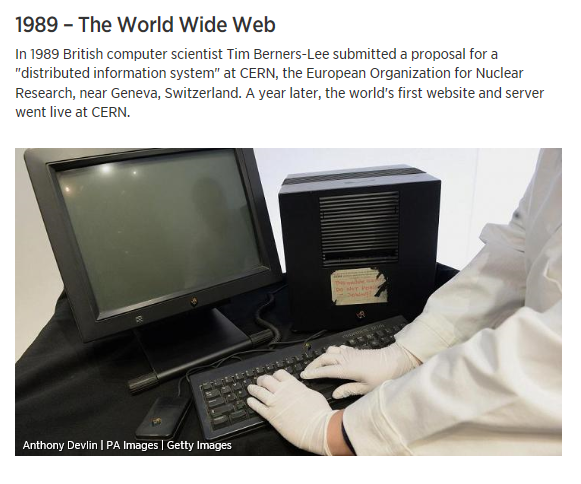 1989 – The World Wide Web
In 1989 British computer scientist Tim Berners-Lee submitted a proposal for a
"distributed information system" at CERN, the European Organization for Nuclear
Research, near Geneva, Switzerland. A year later, the world's first website and server
went live at CERN.
Anthony Devlin | PA Images | Getty Images